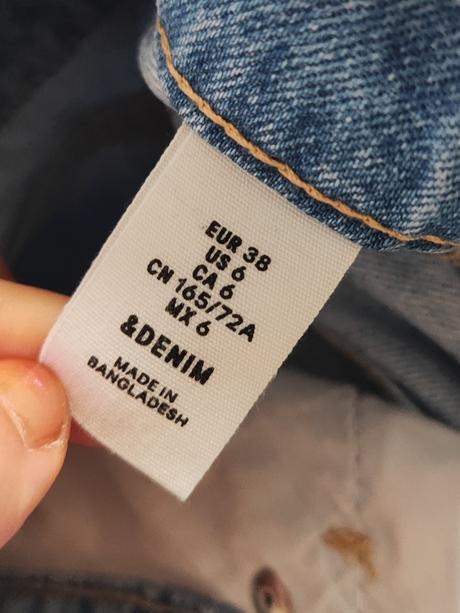 EUR 38
US 6
CA 6
CN 165/72A
MX 6
&DENIM
MADE IN
BANGLADESH